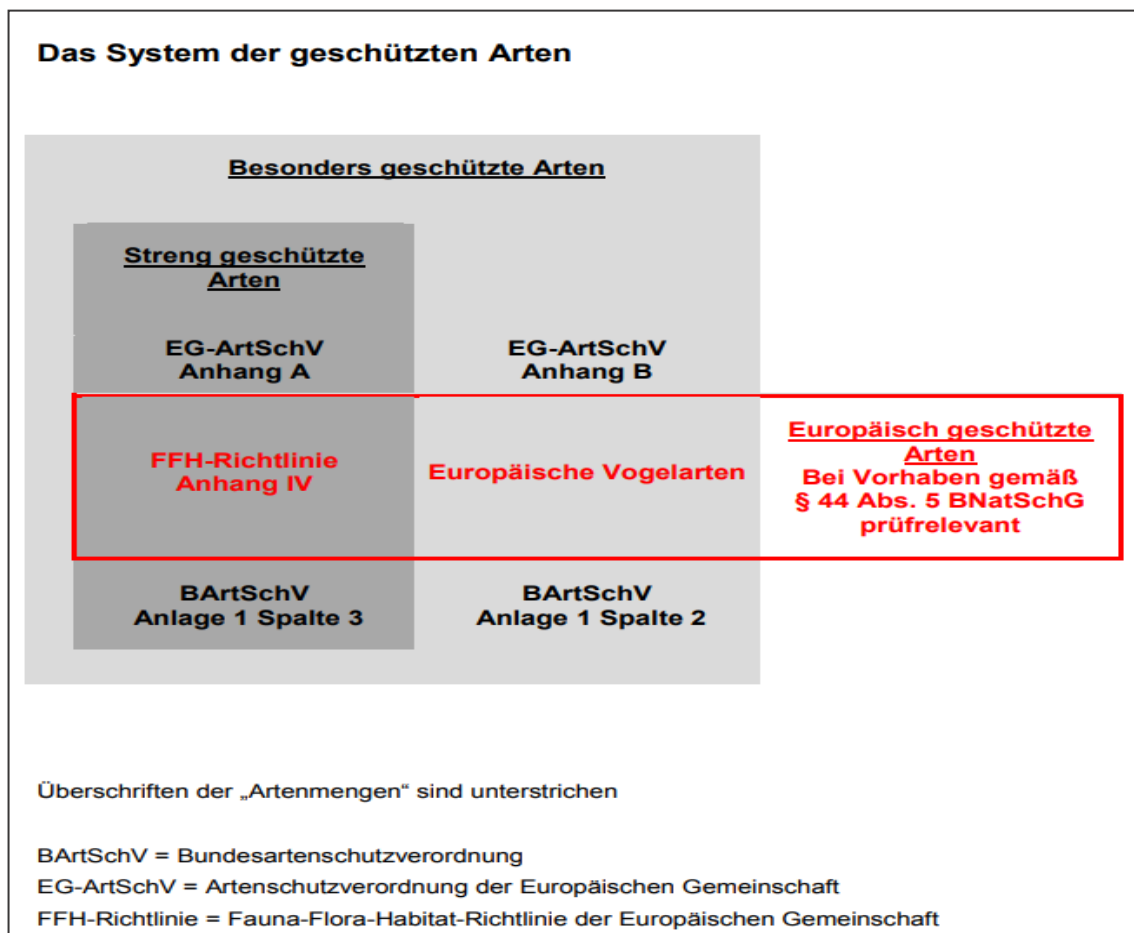 Das System der geschützten Arten
Besonders geschützte Arten
Streng geschützte
Arten
EG-ArtSchV
Anhang A
EG-ArtSchV
Anhang B
FFH-Richtlinie
Anhang IV
Europäische Vogelarten
Europäisch geschützte
Arten
Bei Vorhaben gemäß
§ 44 Abs. 5 BNatSchG
prüfrelevant
BArtSchV
Anlage 1 Spalte 3
BArtSchV
Anlage 1 Spalte 2
Überschriften der „Artenmengen“ sind unterstrichen
BArtSchV = Bundesartenschutzverordnung
EG-ArtSchV = Artenschutzverordnung der Europäischen Gemeinschaft
FFH-Richtlinie = Fauna-Flora-Habitat-Richtlinie der Europäischen Gemeinschaft